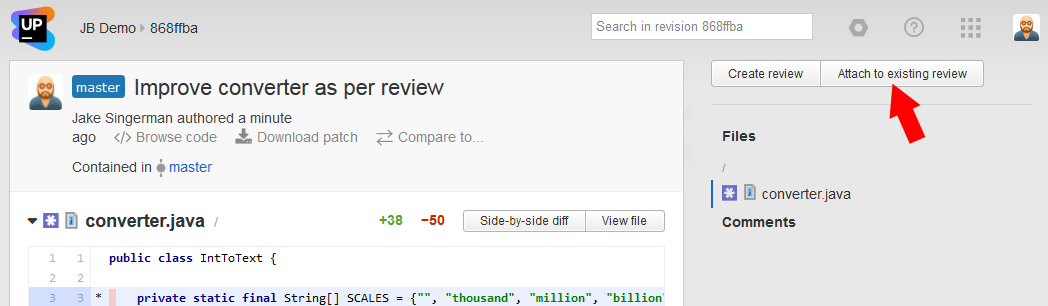 UP
JB Demo 868ffba
Search in revision 868ffba
?
master Improve converter as per review
Jake Singerman authored a minute
ago </> Browse code Download patch Compare to...
Contained in master
converter.java / +38 −50 Side-by-side diff View file
1 1 public class IntToText {
2 2
3 3 * private static final String[] SCALES = {"", "thousand", "million", "billion"
Create review Attach to existing review
Files
/
* converter.java
Comments